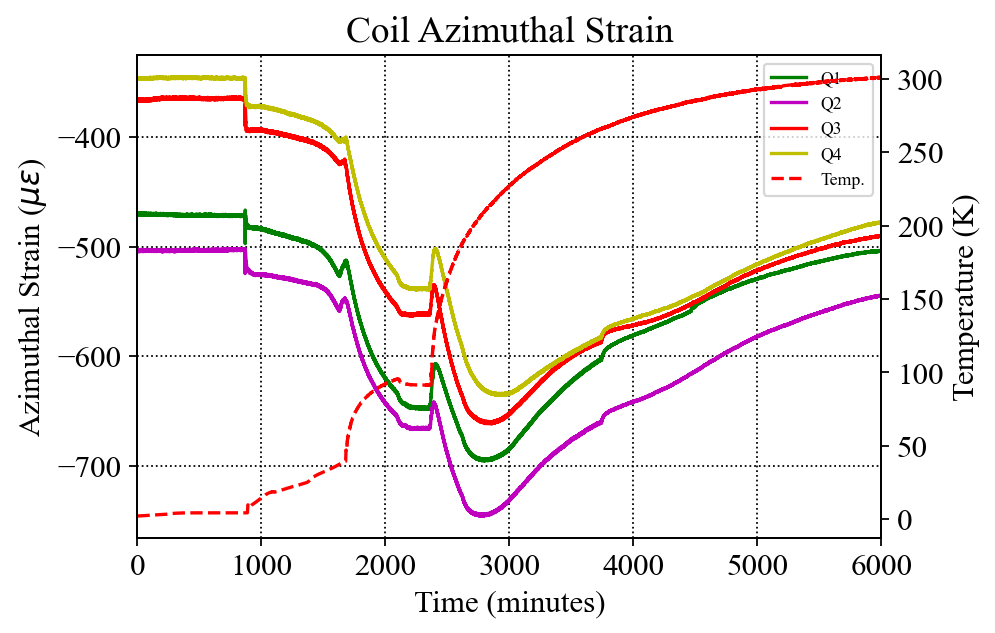 Coil Azimuthal Strain
Azimuthal Strain (με)
−400
−500
−600
−700
Q1
Q2
Q3
Q4
Temp.
300
250
200
150
100
50
0
Temperature (K)
0 1000 2000 3000 4000 5000 6000
Time (minutes)